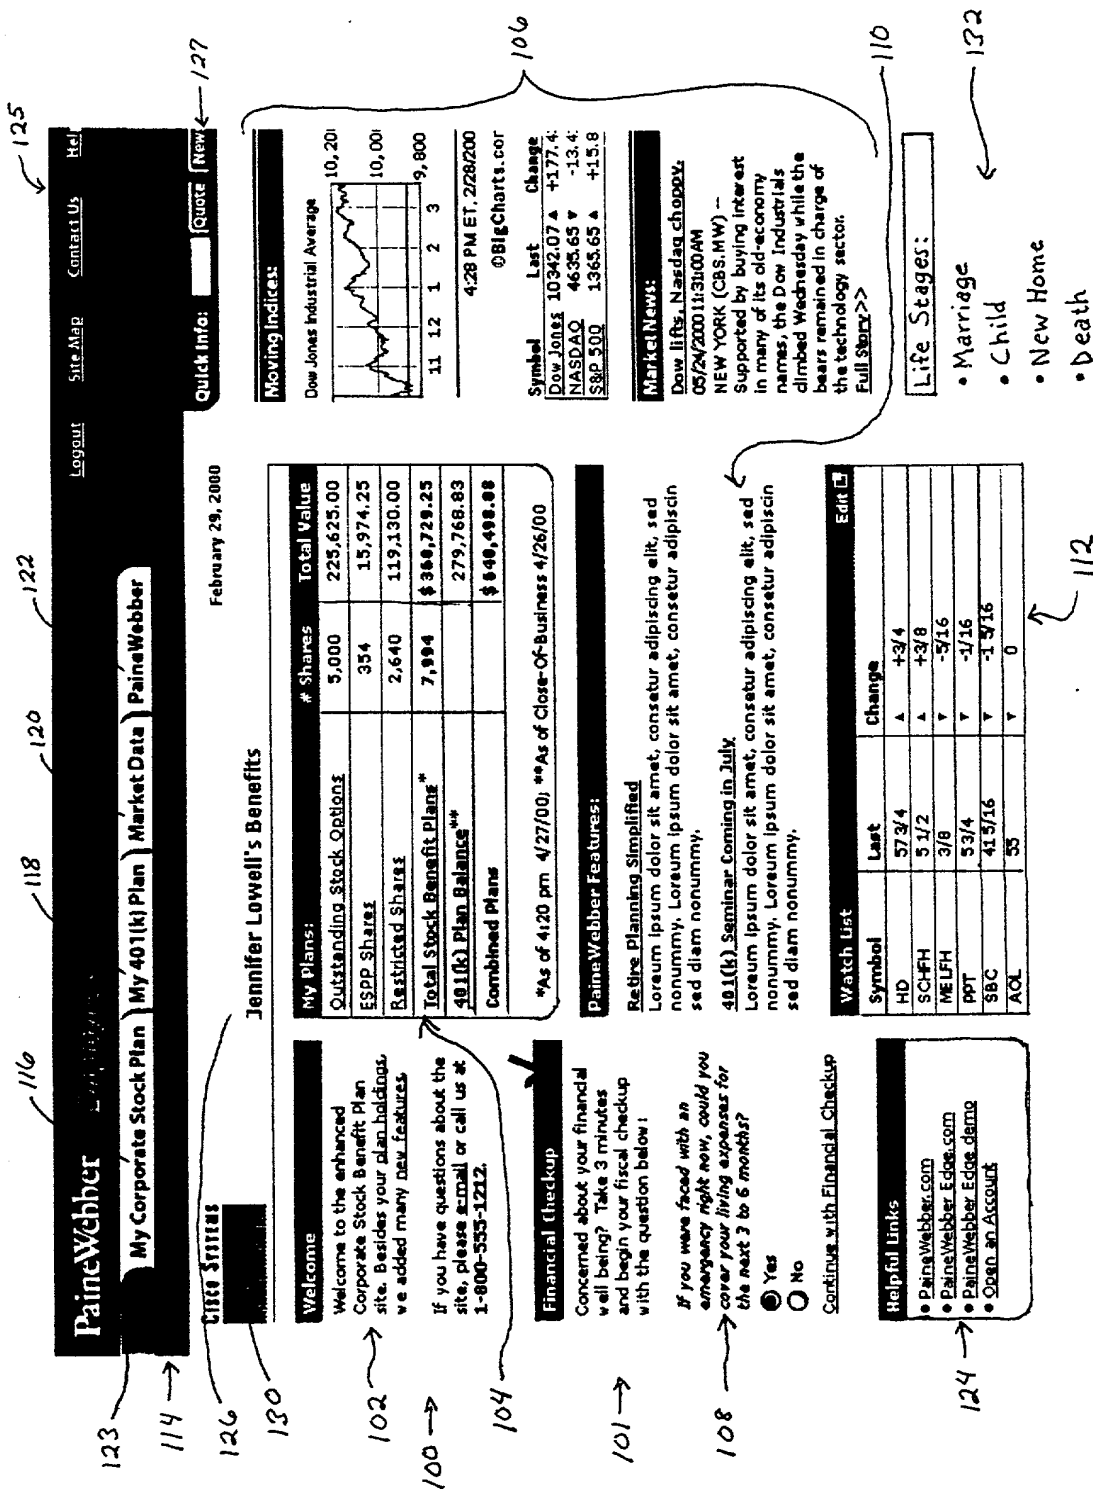 125
116
118
120
122
123
PaineWebber
Logout Site Map Contact Us Hel
My Corporate Stock Plan My 401(k) Plan Market Data PaineWebber
Quick Info: Quote New
127
114
126
130
Cisco Systems
Jennifer Lowell's Benefits
February 29, 2000
Welcome
Welcome to the enhanced
Corporate Stock Benefit Plan
site. Besides your plan holdings,
we added many new features.
If you have questions about the
site, please e-mail or call us at
1-800-555-1212.
102
100
104
My Plans: # Shares Total Value
Outstanding Stock Options 5,000 225,625.00
ESPP Shares 354 15,974.25
Restricted Shares 2,640 119,130.00
Total Stock Benefit Plans* 7,994 $360,729.25
401(k) Plan Balance** 279,768.83
Combined Plans $640,498.08
*As of 4:20 pm 4/27/00; **As of Close-Of-Business 4/26/00
Moving Indices:
Dow Jones Industrial Average
10,20
10,00
9,800
11 12 1 2 3
4:28 PM ET, 2/28/200
©BigCharts.cor
Symbol Last Change
Dow Jones 10342.07 ▲ +177.4
NASDAQ 4635.65 ▼ -13.4
S&P 500 1365.65 ▲ +15.8
106
Financial Checkup
Concerned about your financial
well being? Take 3 minutes
and begin your fiscal checkup
with the question below:
If you were faced with an
emergency right now, could you
cover your living expenses for
the next 3 to 6 months?
Yes
No
Continue with Financial Checkup
101
108
PaineWebber Features:
Retire Planning Simplified
Loreum ipsum dolor sit amet, consetur adipiscing elit, sed
nonummy. Loreum ipsum dolor sit amet, consetur adipiscin
sed diam nonummy.
401(k) Seminar Coming in July
Loreum ipsum dolor sit amet, consetur adipiscing elit, sed
nonummy. Loreum ipsum dolor sit amet, consetur adipiscin
sed diam nonummy.
Market News:
Dow lifts, Nasdaq choppy.
05/24/2000 11:31:00AM
NEW YORK (CBS.MW) --
Supported by buying interest
in many of its old-economy
names, the Dow Industrials
climbed Wednesday while the
bears remained in charge of
the technology sector.
Full Story>>
110
Helpful Links
• PaineWebber.com
• PaineWebber Edge.com
• PaineWebber Edge demo
• Open an Account
124
Watch List Edit
Symbol Last Change
HD 57 3/4 ▲ +3/4
SCHFH 5 1/2 ▲ +3/8
MELFH 3/8 ▼ -5/16
PPT 5 3/4 ▼ -1/16
SBC 41 5/16 ▼ -1 5/16
AOL 55 ▼ 0
112
Life Stages:
• Marriage
• Child
• New Home
• Death
132